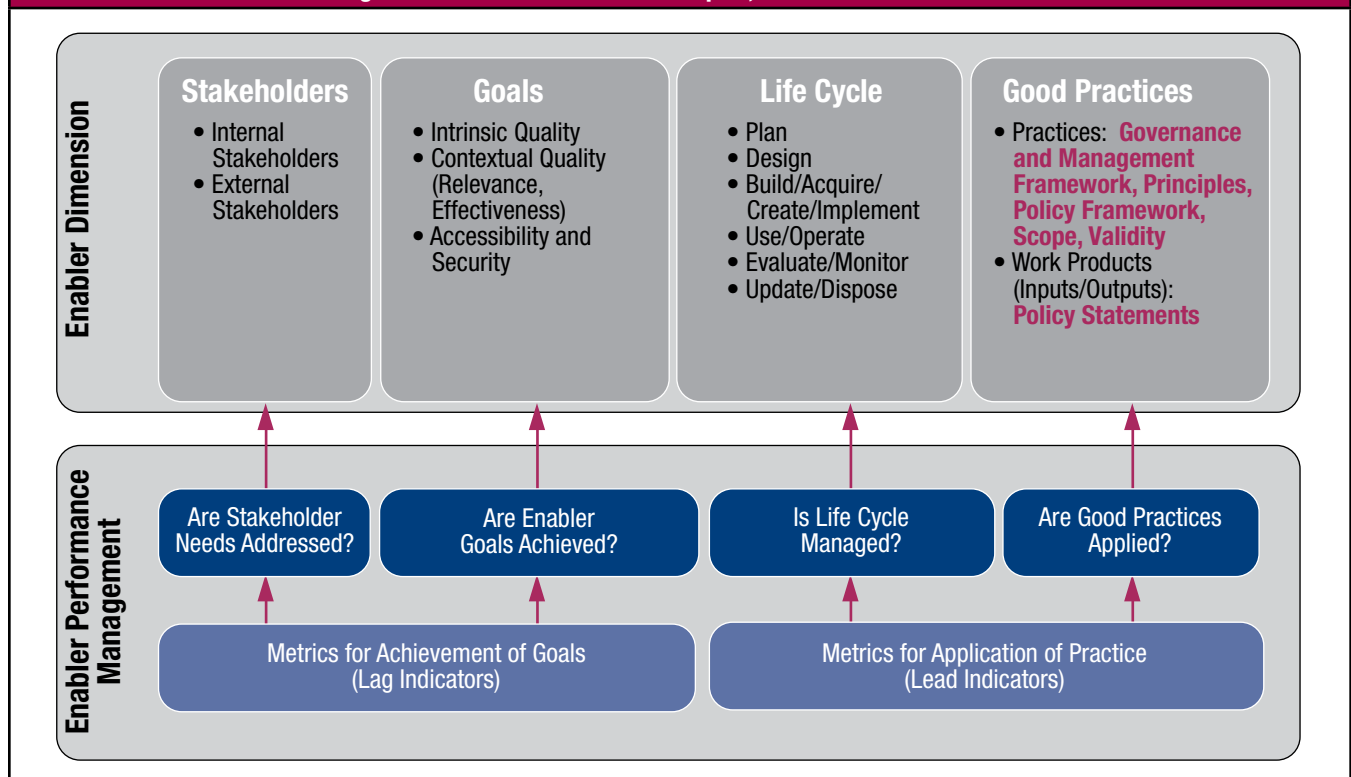 Enabler Dimension
Stakeholders
• Internal
Stakeholders
• External
Stakeholders
Goals
• Intrinsic Quality
• Contextual Quality
(Relevance,
Effectiveness)
• Accessibility and
Security
Life Cycle
• Plan
• Design
• Build/Acquire/
Create/Implement
• Use/Operate
• Evaluate/Monitor
• Update/Dispose
Good Practices
• Practices: Governance
and Management
Framework, Principles,
Policy Framework,
Scope, Validity
• Work Products
(Inputs/Outputs):
Policy Statements
Enabler Performance
Management
Are Stakeholder
Needs Addressed?
Are Enabler
Goals Achieved?
Is Life Cycle
Managed?
Are Good Practices
Applied?
Metrics for Achievement of Goals
(Lag Indicators)
Metrics for Application of Practice
(Lead Indicators)